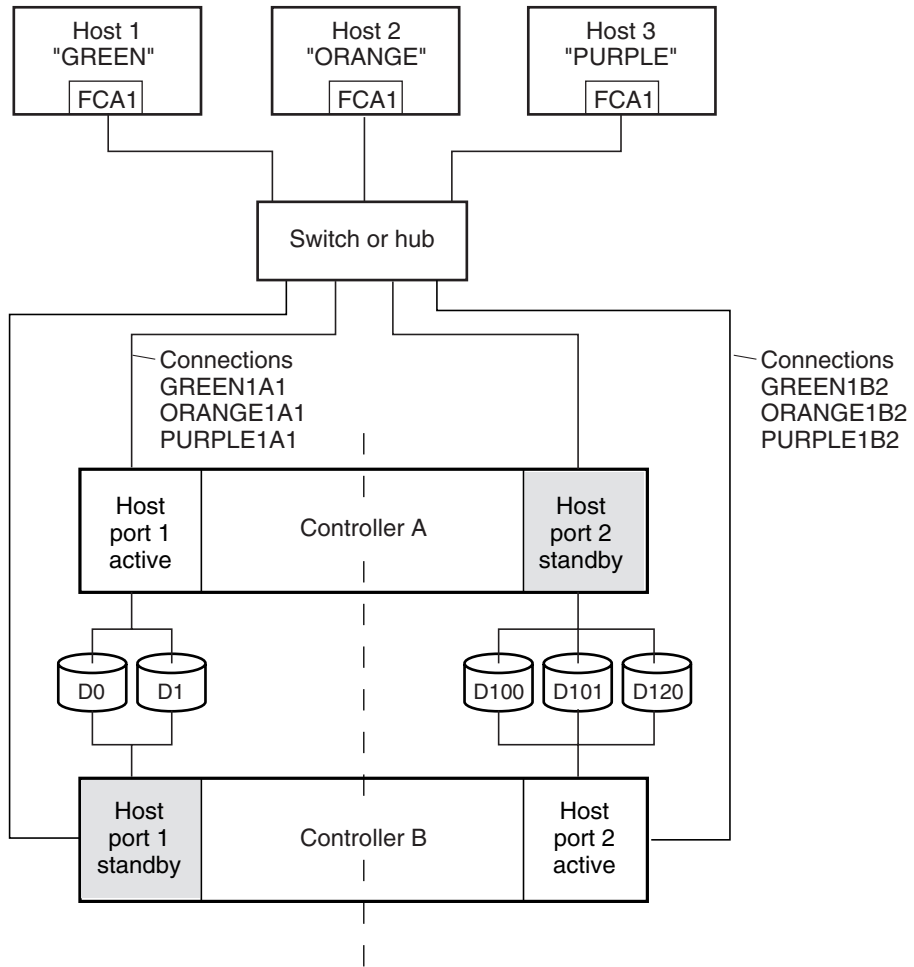 Host 1
"GREEN"
FCA1
Host 2
"ORANGE"
FCA1
Host 3
"PURPLE"
FCA1
Switch or hub
Connections
GREEN1A1
ORANGE1A1
PURPLE1A1
Connections
GREEN1B2
ORANGE1B2
PURPLE1B2
Host
port 1
active
Controller A
Host
port 2
standby
D0
D1
D100
D101
D120
Host
port 1
standby
Controller B
Host
port 2
active